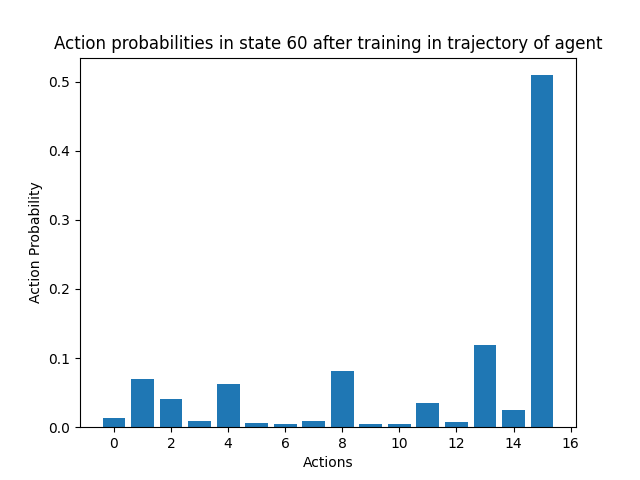 Action probabilities in state 60 after training in trajectory of agent
0.5
0.4
0.3
0.2
0.1
0.0
Action Probability
0 2 4 6 8 10 12 14 16
Actions